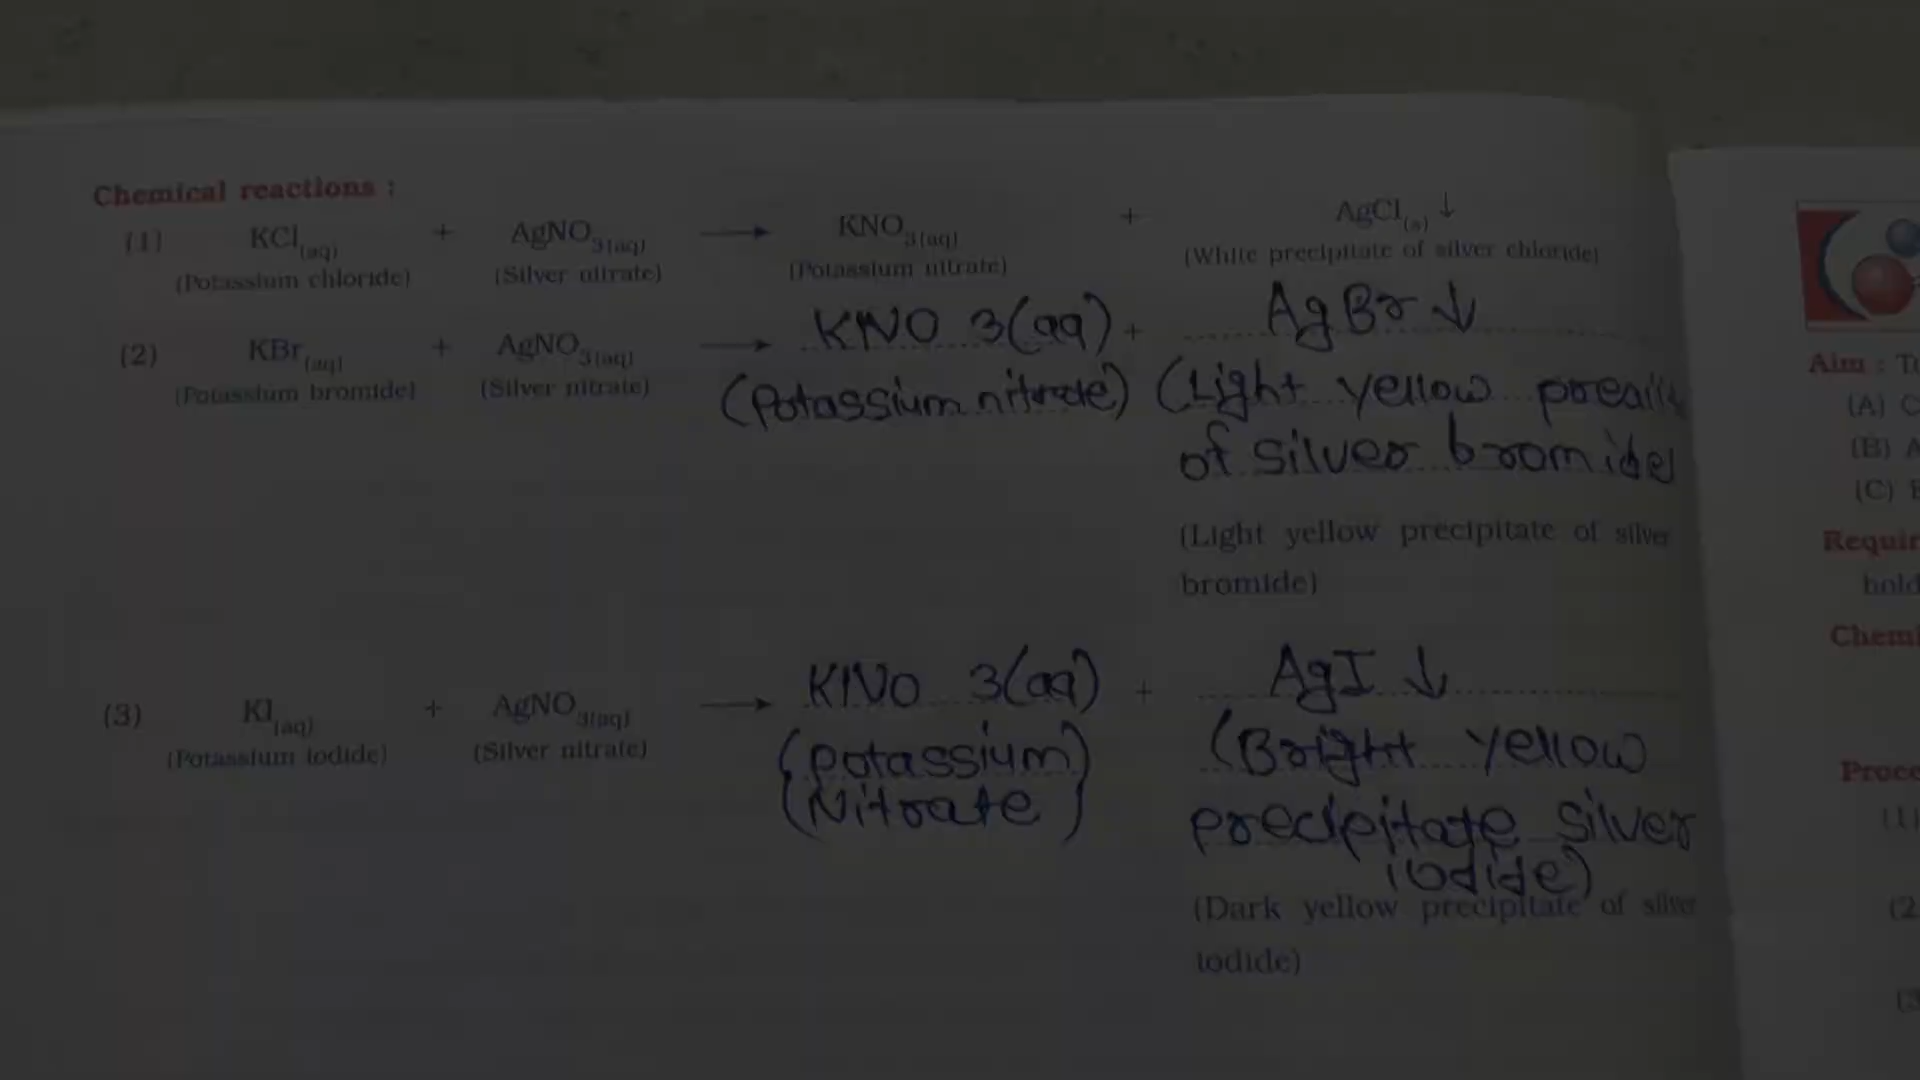 Chemical reactions :
(1) KCl(aq) + AgNO3(aq) → KNO3(aq) + AgCl(s) ↓
(Potassium chloride) (Silver nitrate) (Potassium nitrate) (White precipitate of silver chloride)
(2) KBr(aq) + AgNO3(aq) → KNO 3(aq) + AgBr ↓
(Potassium bromide) (Silver nitrate) (Potassium nitrate) (Light yellow
of silver bromide)
(Light yellow precipitate of silver
bromide)
(3) KI(aq) + AgNO3(aq) → KNO 3(aq) + AgI ↓
(Potassium iodide) (Silver nitrate) (Potassium (Bright yellow
Nitrate) precipitate silver
iodide)
(Dark yellow precipitate of silver
iodide)
Aim :
(A)
(B)
(C)
(1)
(2
(3